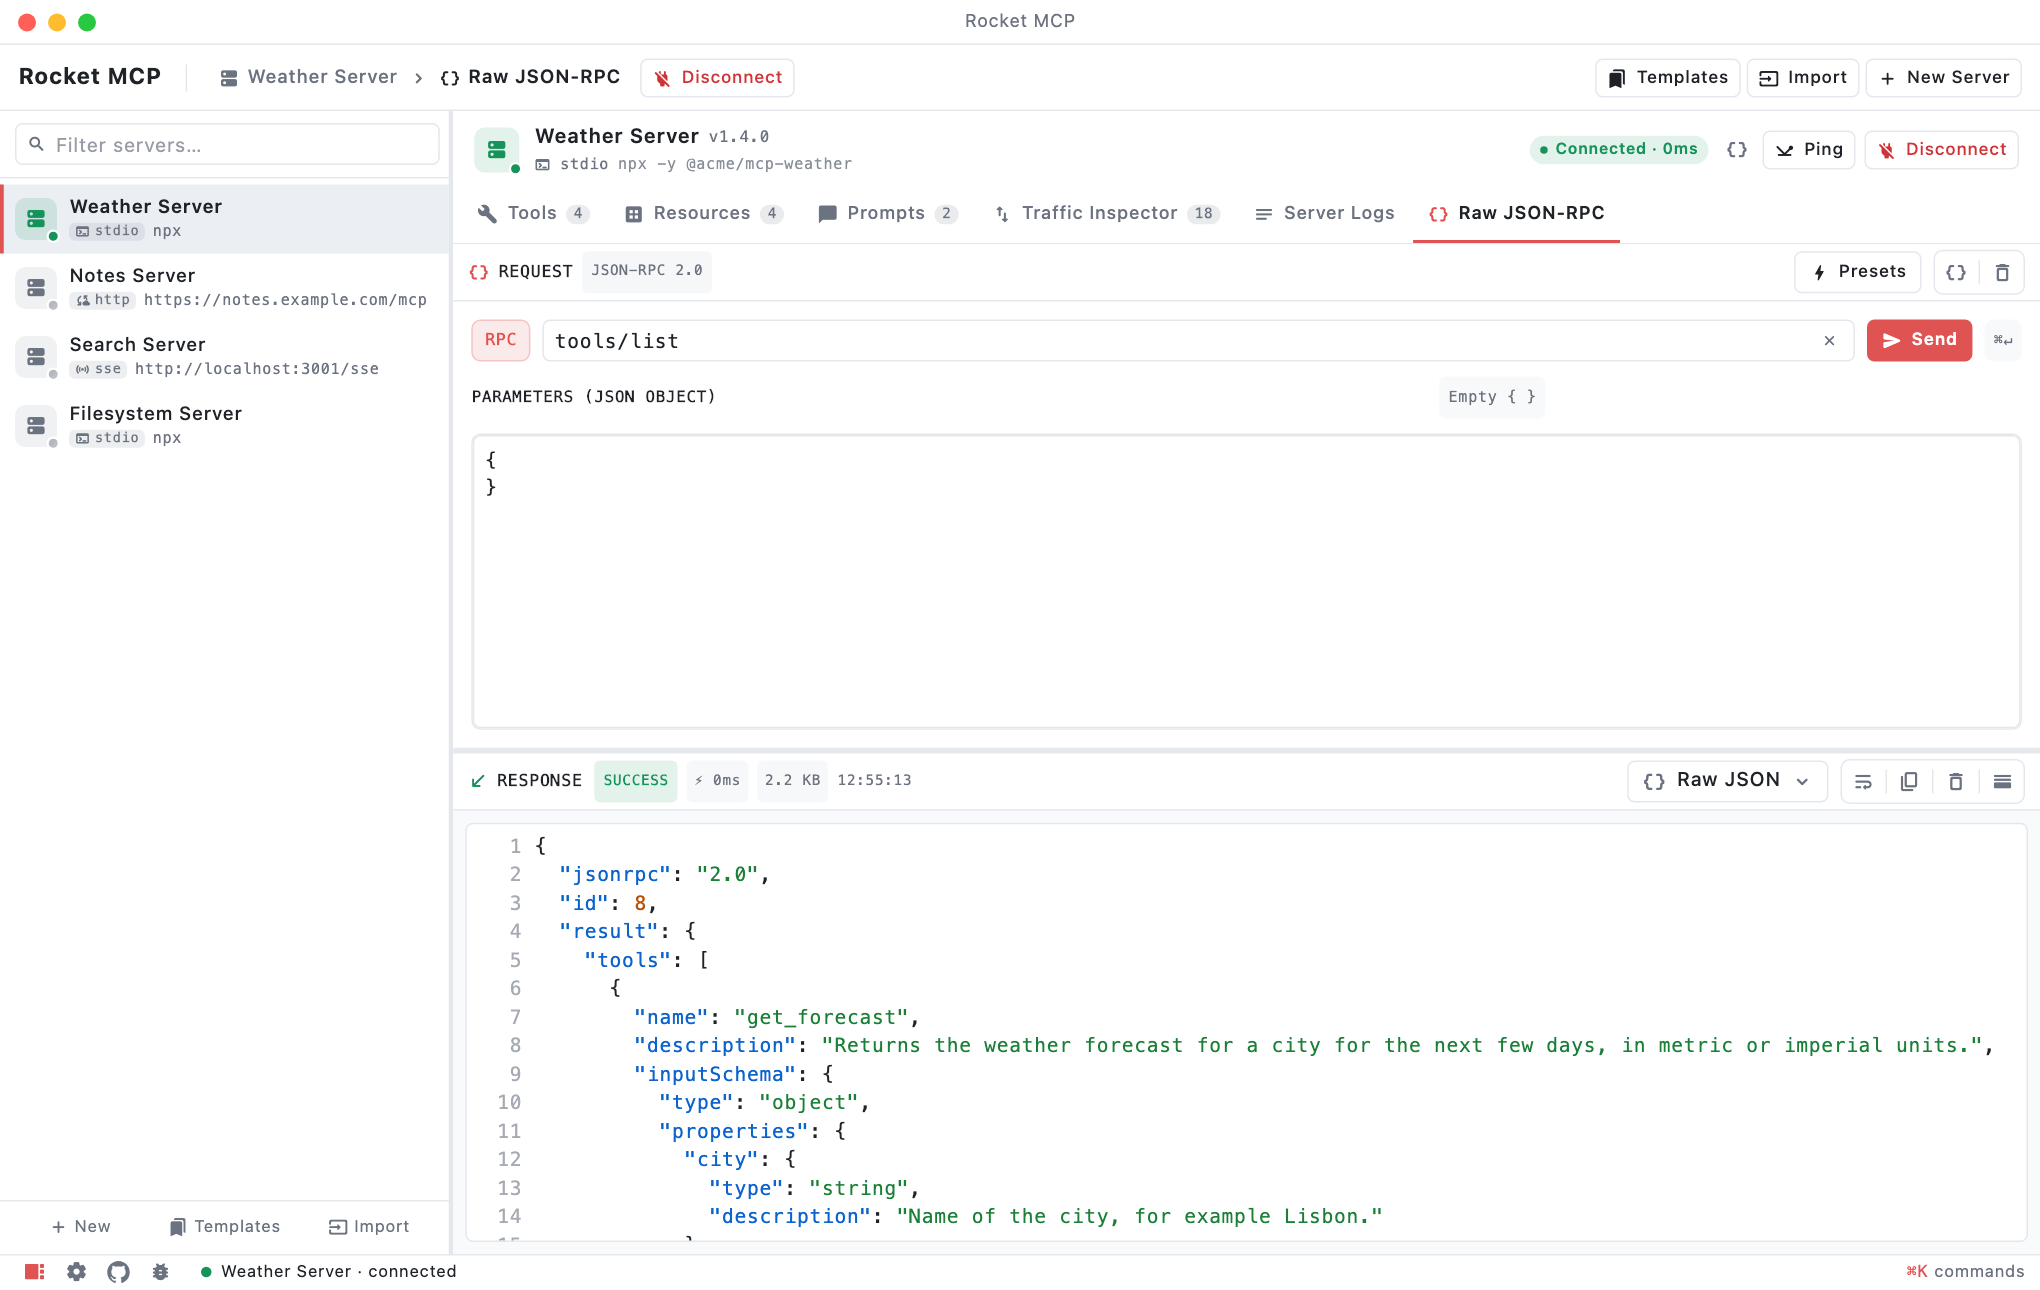 Rocket MCP
Rocket MCP
Weather Server › {} Raw JSON-RPC
Disconnect
Templates
Import
+ New Server
Filter servers...
Weather Server
stdio npx
Notes Server
http https://notes.example.com/mcp
Search Server
sse http://localhost:3001/sse
Filesystem Server
stdio npx
+ New
Templates
Import
Weather Server v1.4.0
stdio npx -y @acme/mcp-weather
Connected · 0ms
{}
Ping
Disconnect
Tools 4
Resources 4
Prompts 2
Traffic Inspector 18
Server Logs
{} Raw JSON-RPC
{} REQUEST JSON-RPC 2.0
Presets
{}
RPC
tools/list
×
Send
⌘↵
PARAMETERS (JSON OBJECT)
Empty { }
{
}
RESPONSE SUCCESS ⚡ 0ms 2.2 KB 12:55:13
{} Raw JSON
1 {
2 "jsonrpc": "2.0",
3 "id": 8,
4 "result": {
5 "tools": [
6 {
7 "name": "get_forecast",
8 "description": "Returns the weather forecast for a city for the next few days, in metric or imperial units.",
9 "inputSchema": {
10 "type": "object",
11 "properties": {
12 "city": {
13 "type": "string",
14 "description": "Name of the city, for example Lisbon."
Weather Server · connected
⌘K commands